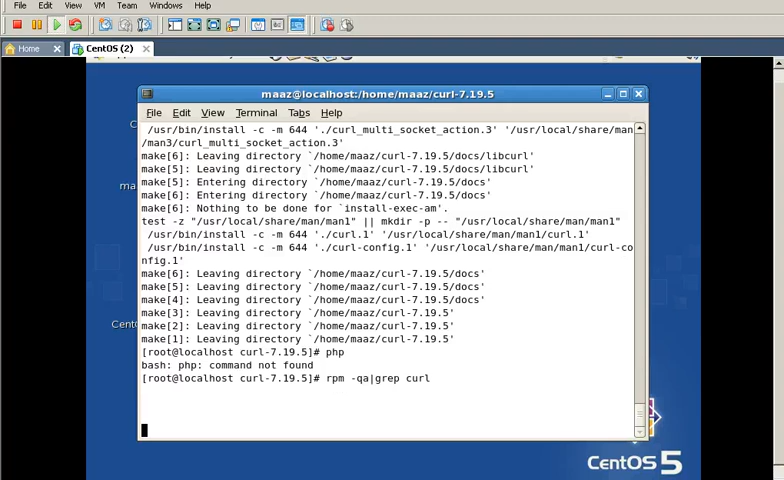 File Edit View VM Team Windows Help
Home
CentOS (2)
maaz@localhost:/home/maaz/curl-7.19.5
File Edit View Terminal Tabs Help
/usr/bin/install -c -m 644 './curl_multi_socket_action.3' '/usr/local/share/man
/man3/curl_multi_socket_action.3'
make[6]: Leaving directory `/home/maaz/curl-7.19.5/docs/libcurl'
make[5]: Leaving directory `/home/maaz/curl-7.19.5/docs/libcurl'
make[5]: Entering directory `/home/maaz/curl-7.19.5/docs'
make[6]: Entering directory `/home/maaz/curl-7.19.5/docs'
make[6]: Nothing to be done for `install-exec-am'.
test -z "/usr/local/share/man/man1" || mkdir -p -- "/usr/local/share/man/man1"
/usr/bin/install -c -m 644 './curl.1' '/usr/local/share/man/man1/curl.1'
/usr/bin/install -c -m 644 './curl-config.1' '/usr/local/share/man/man1/curl-co
nfig.1'
make[6]: Leaving directory `/home/maaz/curl-7.19.5/docs'
make[5]: Leaving directory `/home/maaz/curl-7.19.5/docs'
make[4]: Leaving directory `/home/maaz/curl-7.19.5/docs'
make[3]: Leaving directory `/home/maaz/curl-7.19.5'
make[2]: Leaving directory `/home/maaz/curl-7.19.5'
make[1]: Leaving directory `/home/maaz/curl-7.19.5'
[root@localhost curl-7.19.5]# php
bash: php: command not found
[root@localhost curl-7.19.5]# rpm -qa|grep curl
CentOS 5